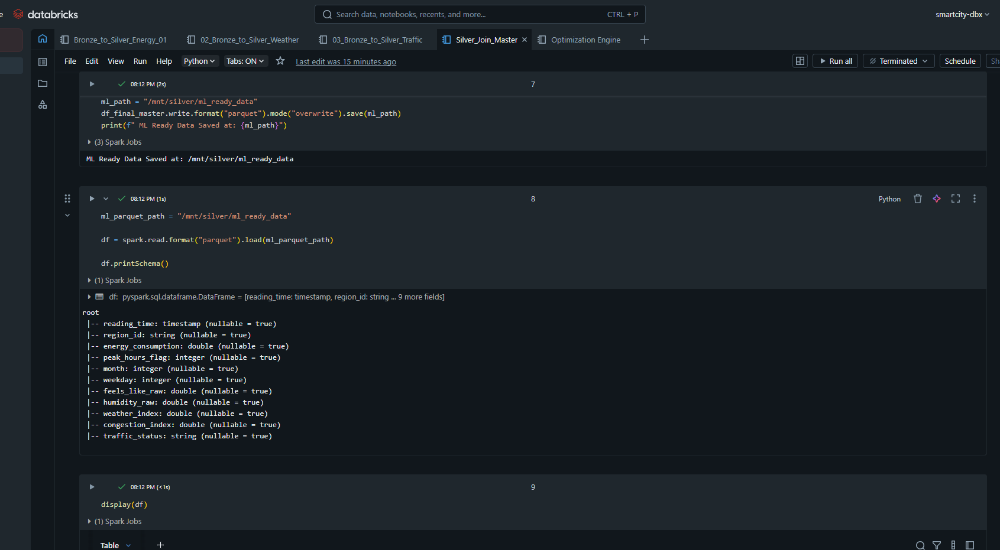 e databricks
Search data, notebooks, recents, and more... CTRL + P
smartcity-dbx
Bronze_to_Silver_Energy_01 02_Bronze_to_Silver_Weather 03_Bronze_to_Silver_Traffic Silver_Join_Master Optimization Engine
File Edit View Run Help Python Tabs: ON Last edit was 15 minutes ago Run all Terminated Schedule Sh
08:12 PM (2s) 7
ml_path = "/mnt/silver/ml_ready_data"
df_final_master.write.format("parquet").mode("overwrite").save(ml_path)
print(f" ML Ready Data Saved at: {ml_path}")
(3) Spark Jobs
ML Ready Data Saved at: /mnt/silver/ml_ready_data
08:12 PM (1s) 8 Python
ml_parquet_path = "/mnt/silver/ml_ready_data"
df = spark.read.format("parquet").load(ml_parquet_path)
df.printSchema()
(1) Spark Jobs
df: pyspark.sql.dataframe.DataFrame = [reading_time: timestamp, region_id: string ... 9 more fields]
root
|-- reading_time: timestamp (nullable = true)
|-- region_id: string (nullable = true)
|-- energy_consumption: double (nullable = true)
|-- peak_hours_flag: integer (nullable = true)
|-- month: integer (nullable = true)
|-- weekday: integer (nullable = true)
|-- feels_like_raw: double (nullable = true)
|-- humidity_raw: double (nullable = true)
|-- weather_index: double (nullable = true)
|-- congestion_index: double (nullable = true)
|-- traffic_status: string (nullable = true)
08:12 PM (<1s) 9
display(df)
(1) Spark Jobs
Table